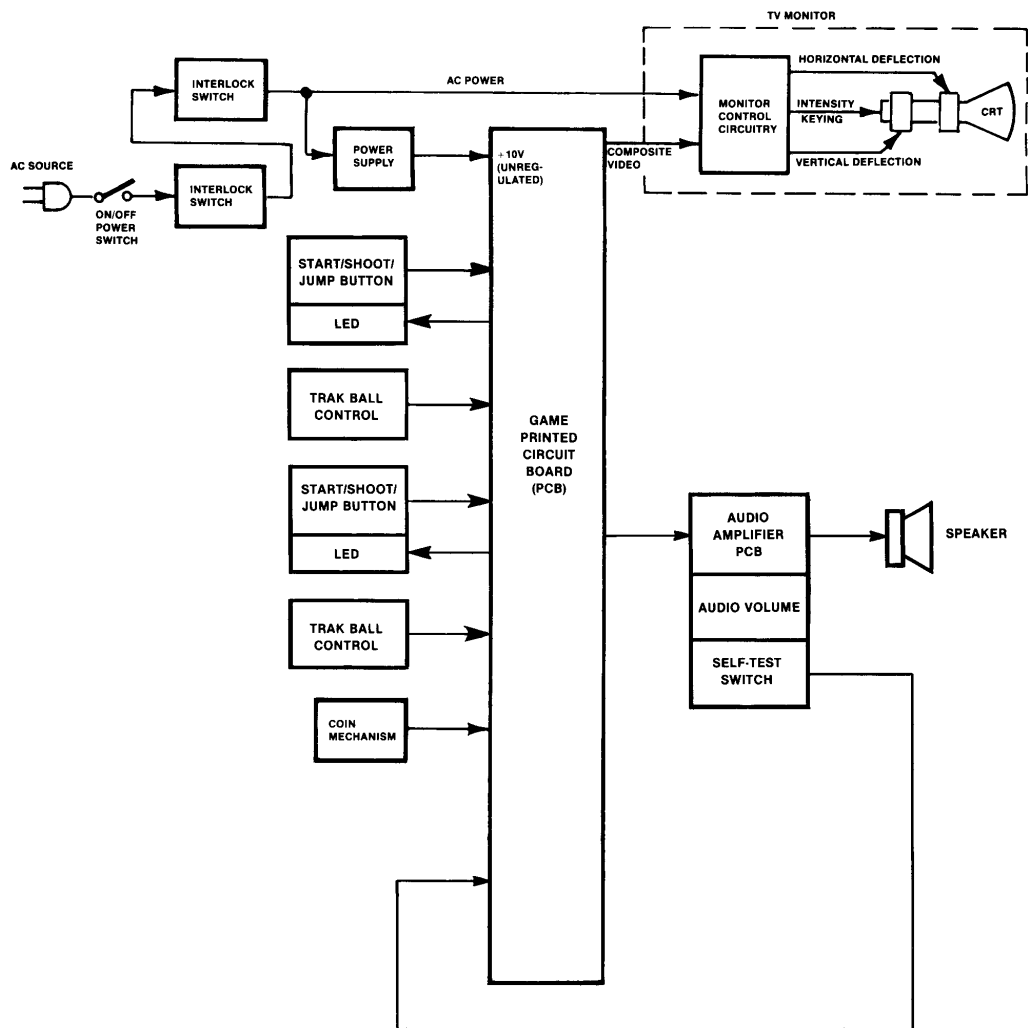 TV MONITOR
HORIZONTAL DEFLECTION
INTERLOCK
SWITCH
AC POWER
MONITOR
CONTROL
CIRCUITRY
INTENSITY
KEYING
CRT
VERTICAL DEFLECTION
POWER
SUPPLY
+10V
(UNREG-
ULATED)
COMPOSITE
VIDEO
AC SOURCE
INTERLOCK
SWITCH
ON/OFF
POWER
SWITCH
START/SHOOT/
JUMP BUTTON
LED
TRAK BALL
CONTROL
GAME
PRINTED
CIRCUIT
BOARD
(PCB)
START/SHOOT/
JUMP BUTTON
LED
AUDIO
AMPLIFIER
PCB
SPEAKER
AUDIO VOLUME
TRAK BALL
CONTROL
SELF-TEST
SWITCH
COIN
MECHANISM